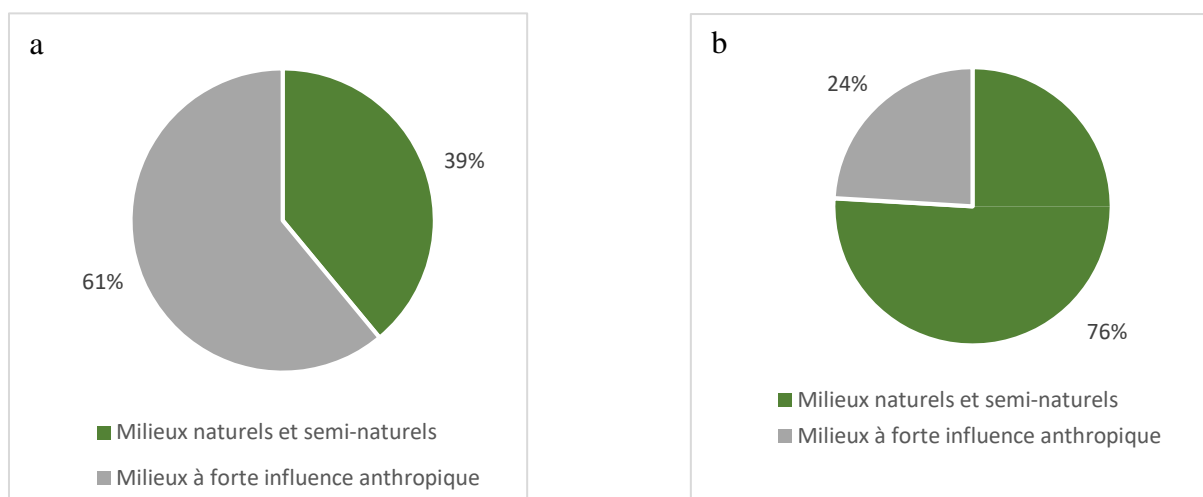 a
39%
61%
Milieux naturels et semi-naturels
Milieux à forte influence anthropique
b
24%
76%
Milieux naturels et semi-naturels
Milieux à forte influence anthropique